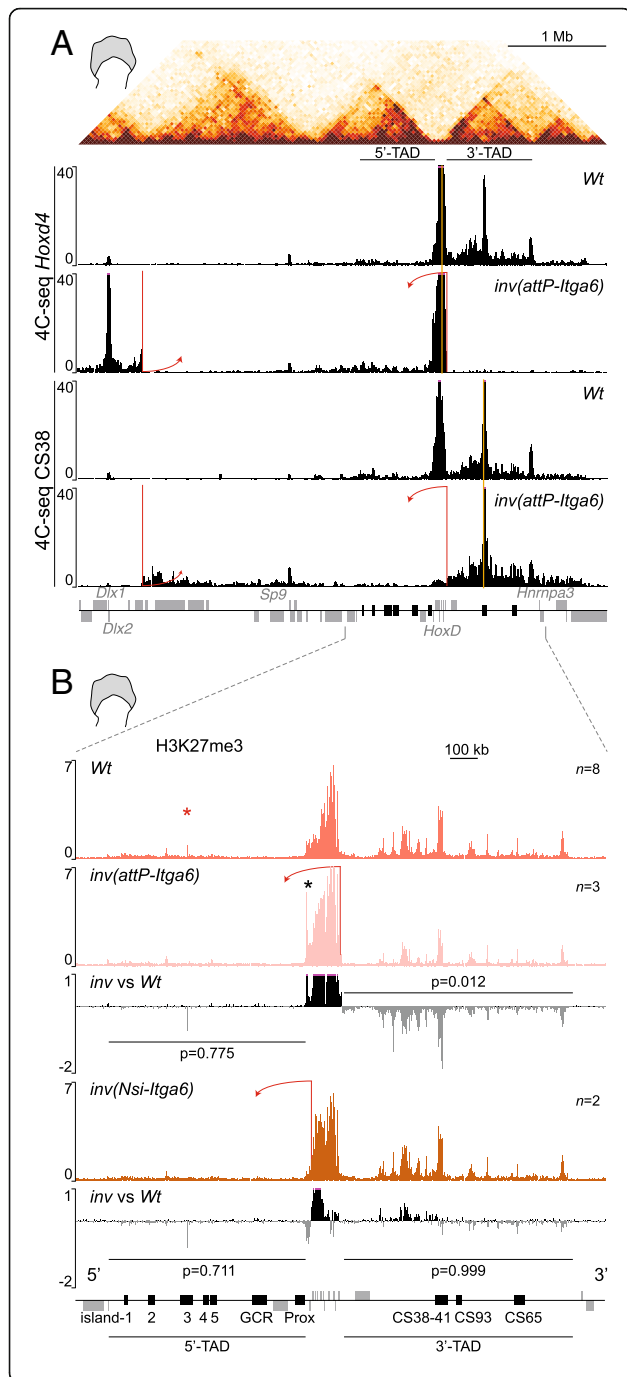 A
1 Mb
5'-TAD
3'-TAD
4C-seq Hoxd4
40
0
Wt
40
0
inv(attP-Itga6)
4C-seq CS38
40
0
Wt
40
0
inv(attP-Itga6)
Dlx1
Sp9
Hnrnpa3
Dlx2
HoxD
B
H3K27me3
100 kb
7
Wt
n=8
*
0
7
inv(attP-Itga6)
*
n=3
0
1
inv vs Wt
p=0.012
p=0.775
-2
7
inv(Nsi-Itga6)
n=2
0
1
inv vs Wt
-2
p=0.711
p=0.999
5'
3'
island-1
2
3
4
5
GCR
Prox
CS38-41
CS93
CS65
5'-TAD
3'-TAD